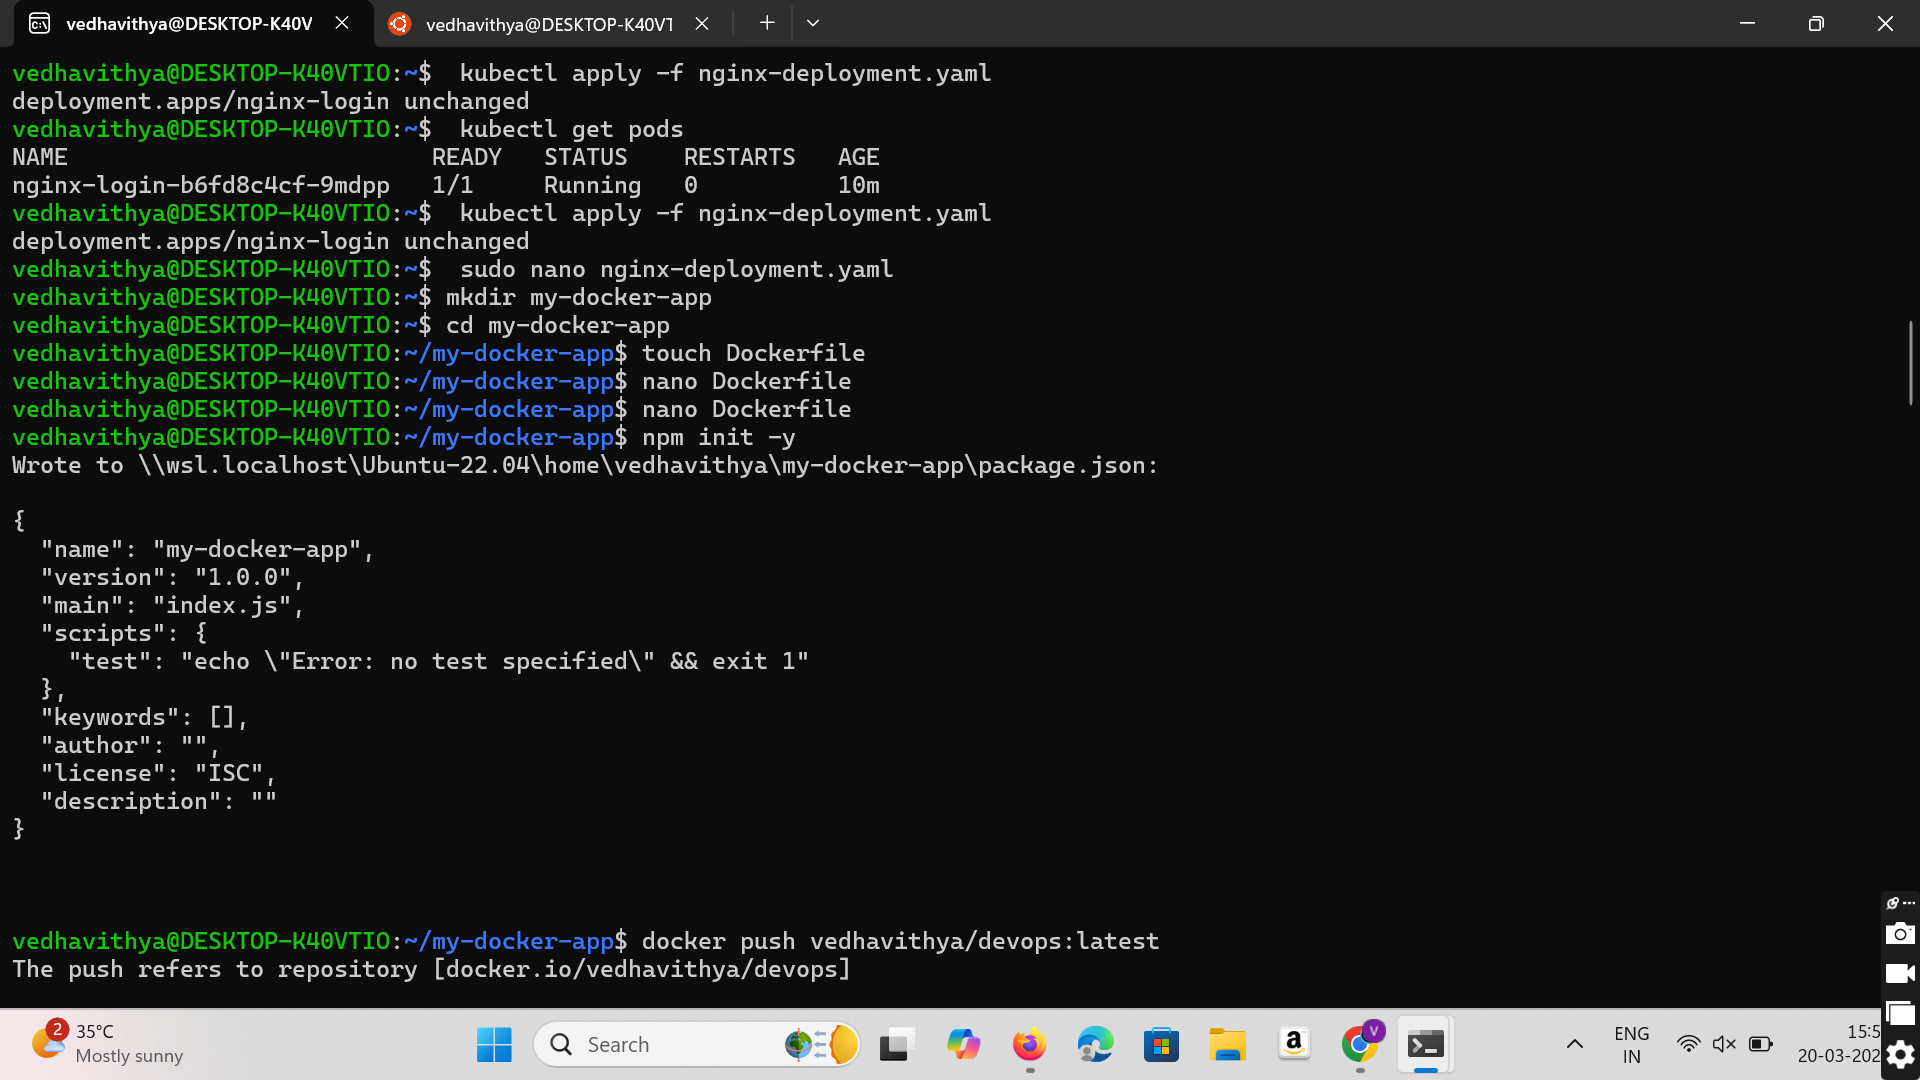 vedhavithya@DESKTOP-K40V
vedhavithya@DESKTOP-K40VT
vedhavithya@DESKTOP-K40VTIO:~$  kubectl apply -f nginx-deployment.yaml
deployment.apps/nginx-login unchanged
vedhavithya@DESKTOP-K40VTIO:~$  kubectl get pods
NAME                          READY   STATUS    RESTARTS   AGE
nginx-login-b6fd8c4cf-9mdpp   1/1     Running   0          10m
vedhavithya@DESKTOP-K40VTIO:~$  kubectl apply -f nginx-deployment.yaml
deployment.apps/nginx-login unchanged
vedhavithya@DESKTOP-K40VTIO:~$  sudo nano nginx-deployment.yaml
vedhavithya@DESKTOP-K40VTIO:~$ mkdir my-docker-app
vedhavithya@DESKTOP-K40VTIO:~$ cd my-docker-app
vedhavithya@DESKTOP-K40VTIO:~/my-docker-app$ touch Dockerfile
vedhavithya@DESKTOP-K40VTIO:~/my-docker-app$ nano Dockerfile
vedhavithya@DESKTOP-K40VTIO:~/my-docker-app$ nano Dockerfile
vedhavithya@DESKTOP-K40VTIO:~/my-docker-app$ npm init -y
Wrote to \\wsl.localhost\Ubuntu-22.04\home\vedhavithya\my-docker-app\package.json:
{
  "name": "my-docker-app",
  "version": "1.0.0",
  "main": "index.js",
  "scripts": {
    "test": "echo \"Error: no test specified\" && exit 1"
  },
  "keywords": [],
  "author": "",
  "license": "ISC",
  "description": ""
}
vedhavithya@DESKTOP-K40VTIO:~/my-docker-app$ docker push vedhavithya/devops:latest
The push refers to repository [docker.io/vedhavithya/devops]
2
35°C
Mostly sunny
Search
a
V
ENG
IN
15:5
20-03-202